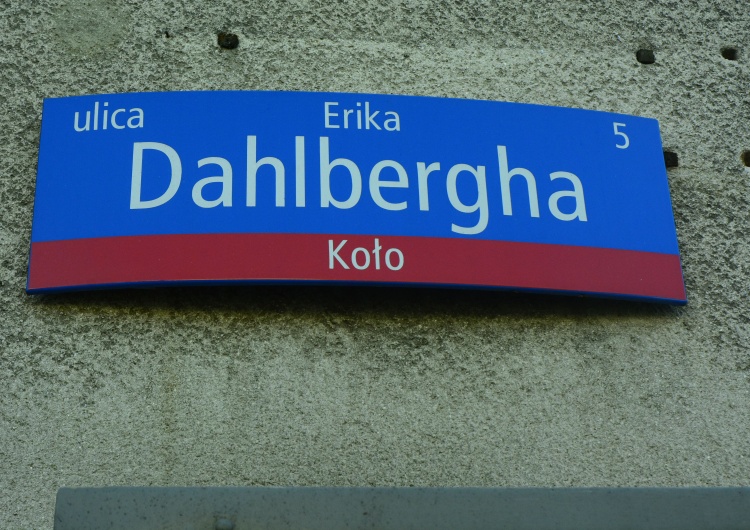 ulica Erika 5
Dahlbergha
Koło